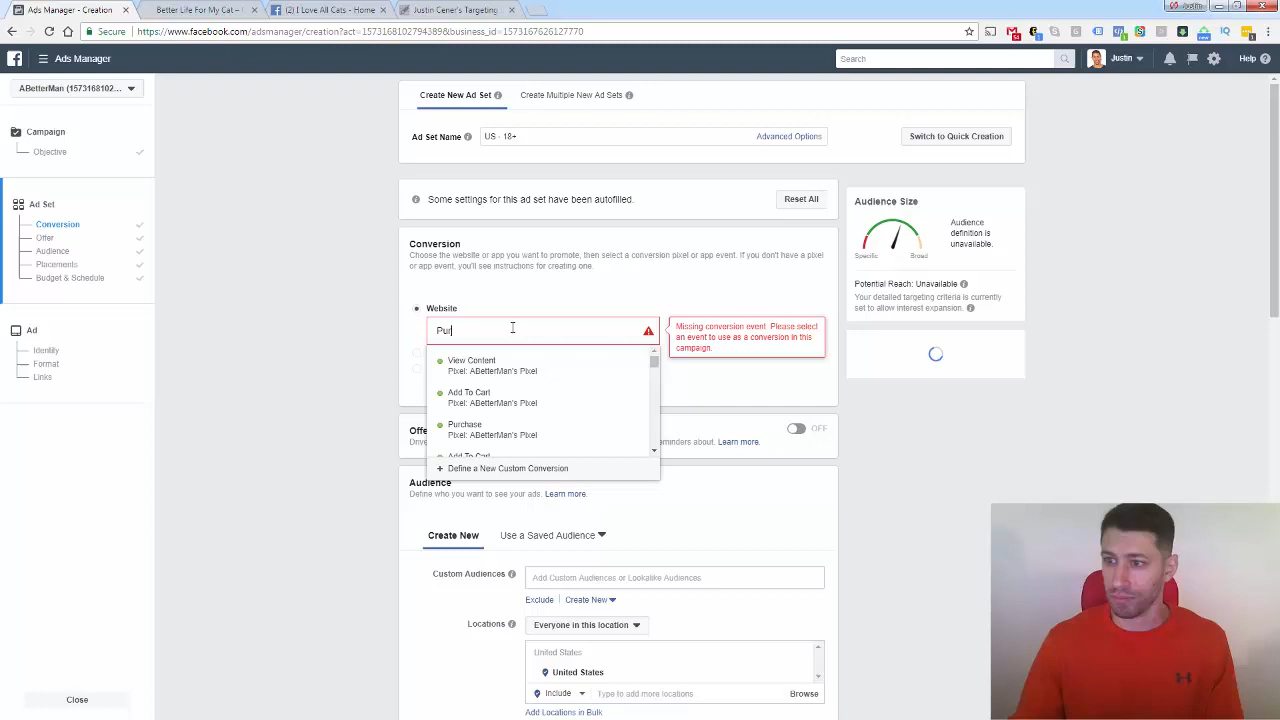 Ads Manager - Creation
Better Life For My Cat -
(2) I Love All Cats - Home
Justin Cener's Targeting
Justin
Secure
https://www.facebook.com/adsmanager/creation?act=1573168102794389&business_id=1573167626127770
Ads Manager
Search
Justin
Help
ABetterMan (1573168102...
Campaign
Objective
Ad Set
Conversion
Offer
Audience
Placements
Budget & Schedule
Ad
Identity
Format
Links
Close
Create New Ad Set
Create Multiple New Ad Sets
Ad Set Name
US - 18+
Advanced Options
Switch to Quick Creation
Some settings for this ad set have been autofilled.
Reset All
Conversion
Choose the website or app you want to promote, then select a conversion pixel or app event. If you don't have a pixel
or app event, you'll see instructions for creating one.
Website
Pur
Missing conversion event. Please select
an event to use as a conversion in this
campaign.
View Content
Pixel: ABetterMan's Pixel
Add To Cart
Pixel: ABetterMan's Pixel
Purchase
Pixel: ABetterMan's Pixel
Add To Cart
+ Define a New Custom Conversion
Offe
OFF
Drive
eminders about. Learn more.
Audience
Define who you want to see your ads. Learn more.
Create New
Use a Saved Audience
Custom Audiences
Add Custom Audiences or Lookalike Audiences
Exclude
Create New
Locations
Everyone in this location
United States
United States
Include
Type to add more locations
Browse
Add Locations in Bulk
Audience Size
Specific
Broad
Audience
definition is
unavailable.
Potential Reach: Unavailable
Your detailed targeting criteria is currently
set to allow interest expansion.